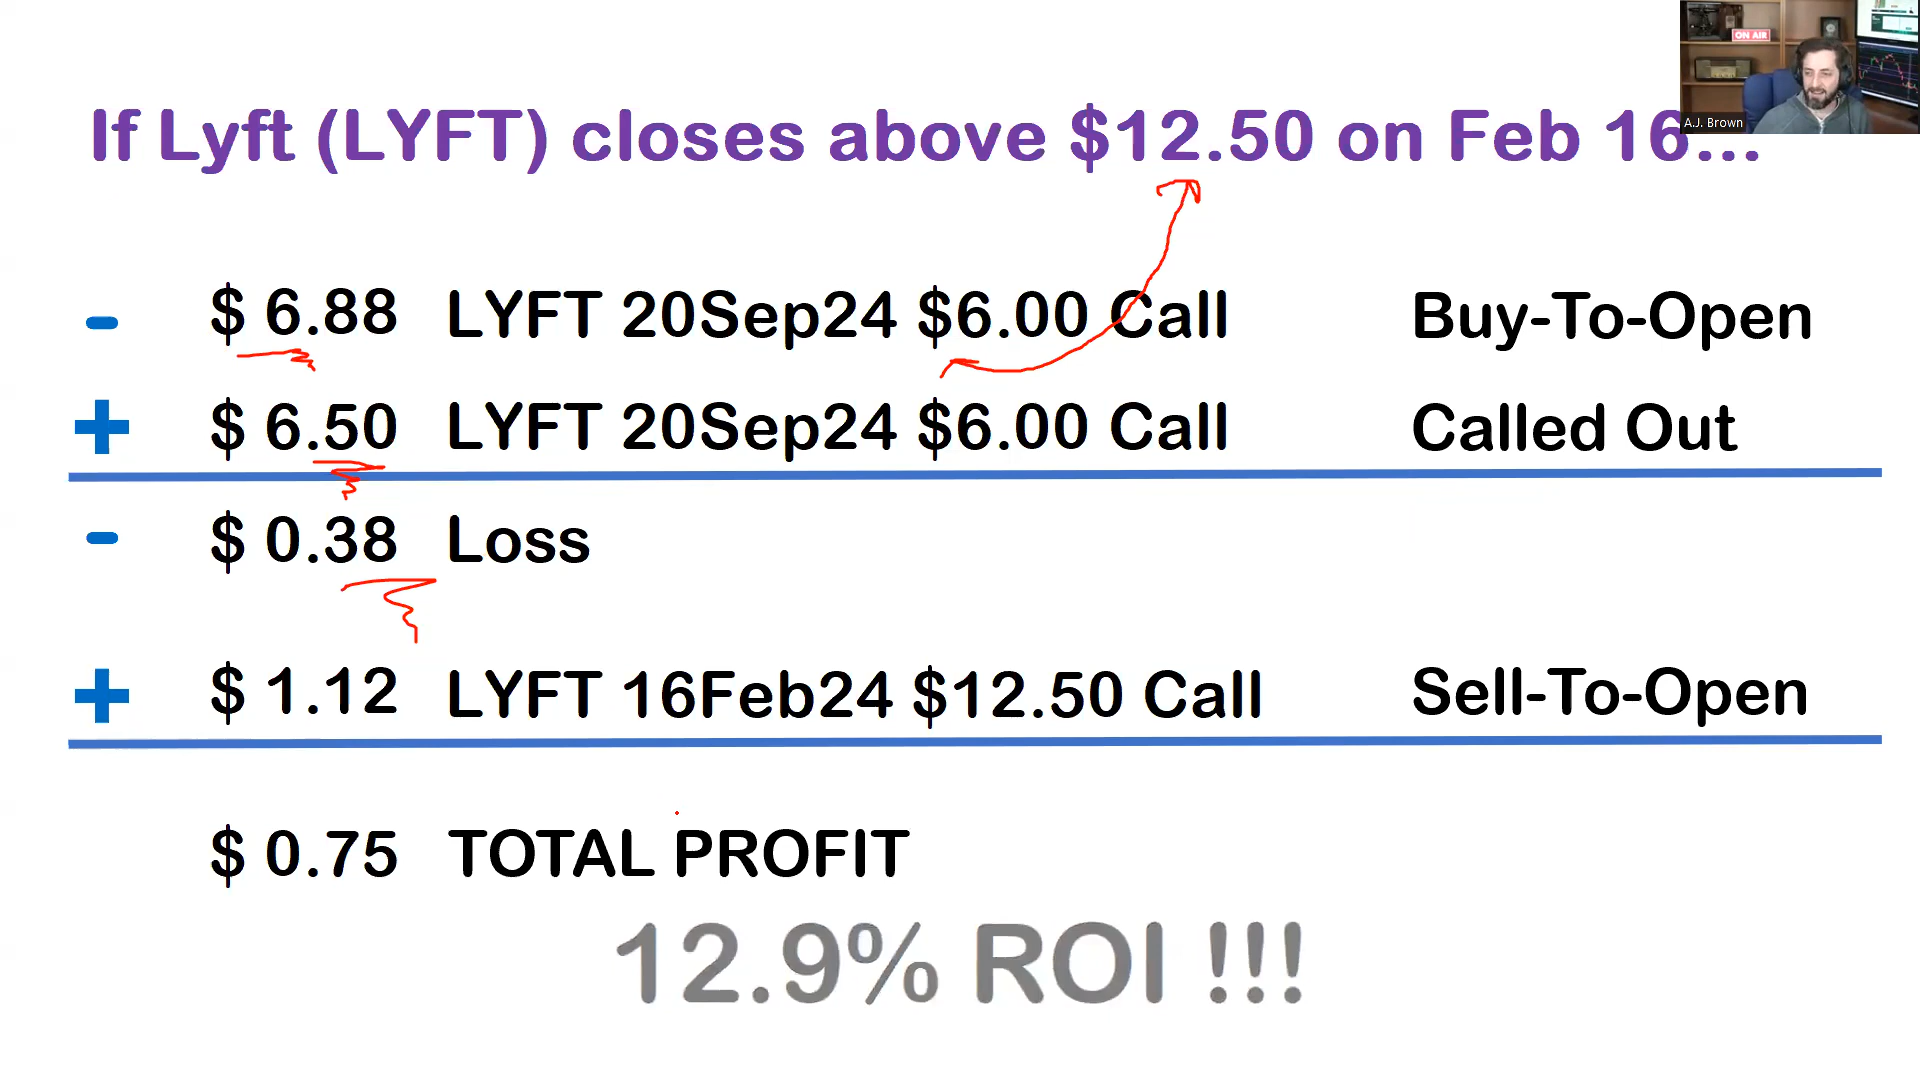 ON AIR
A.J. Brown
If Lyft (LYFT) closes above $12.50 on Feb 16...
- $ 6.88 LYFT 20Sep24 $6.00 Call Buy-To-Open
+ $ 6.50 LYFT 20Sep24 $6.00 Call Called Out
- $ 0.38 Loss
+ $ 1.12 LYFT 16Feb24 $12.50 Call Sell-To-Open
$ 0.75 TOTAL PROFIT
12.9% ROI !!!